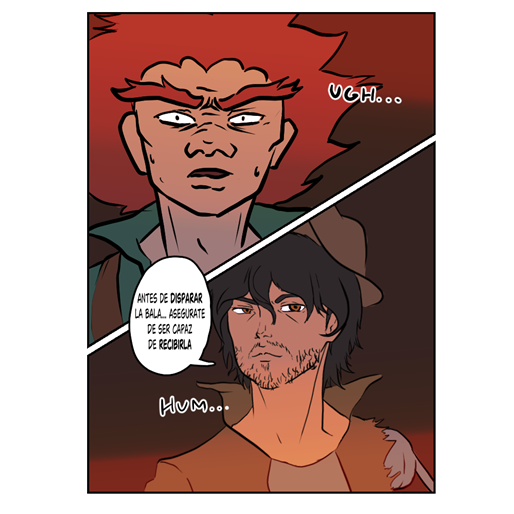 UGH...
ANTES DE DISPARAR
LA BALA... ASEGURATE
DE SER CAPAZ
DE RECIBIRLA
HUM...